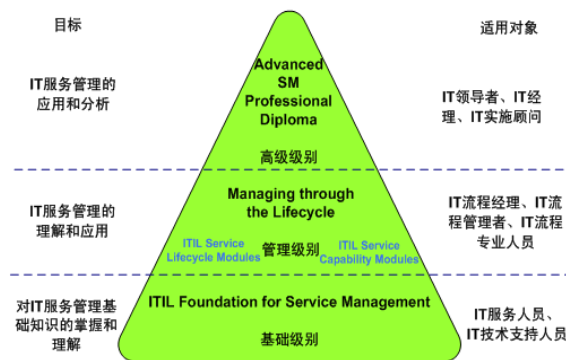 目标
适用对象
Advanced
SM
Professional
Diploma
高级级别
IT服务管理的
应用和分析
IT领导者、IT经
理、IT实施顾问
Managing through
the Lifecycle
IT服务管理的
理解和应用
ITIL Service
Lifecycle Modules
管理级别
ITIL Service
Capability Modules
IT流程经理、IT流
程管理者、IT流程
专业人员
对IT服务管理基
础知识的掌握和
理解
ITIL Foundation for Service Management
基础级别
IT服务人员、
IT技术支持人员